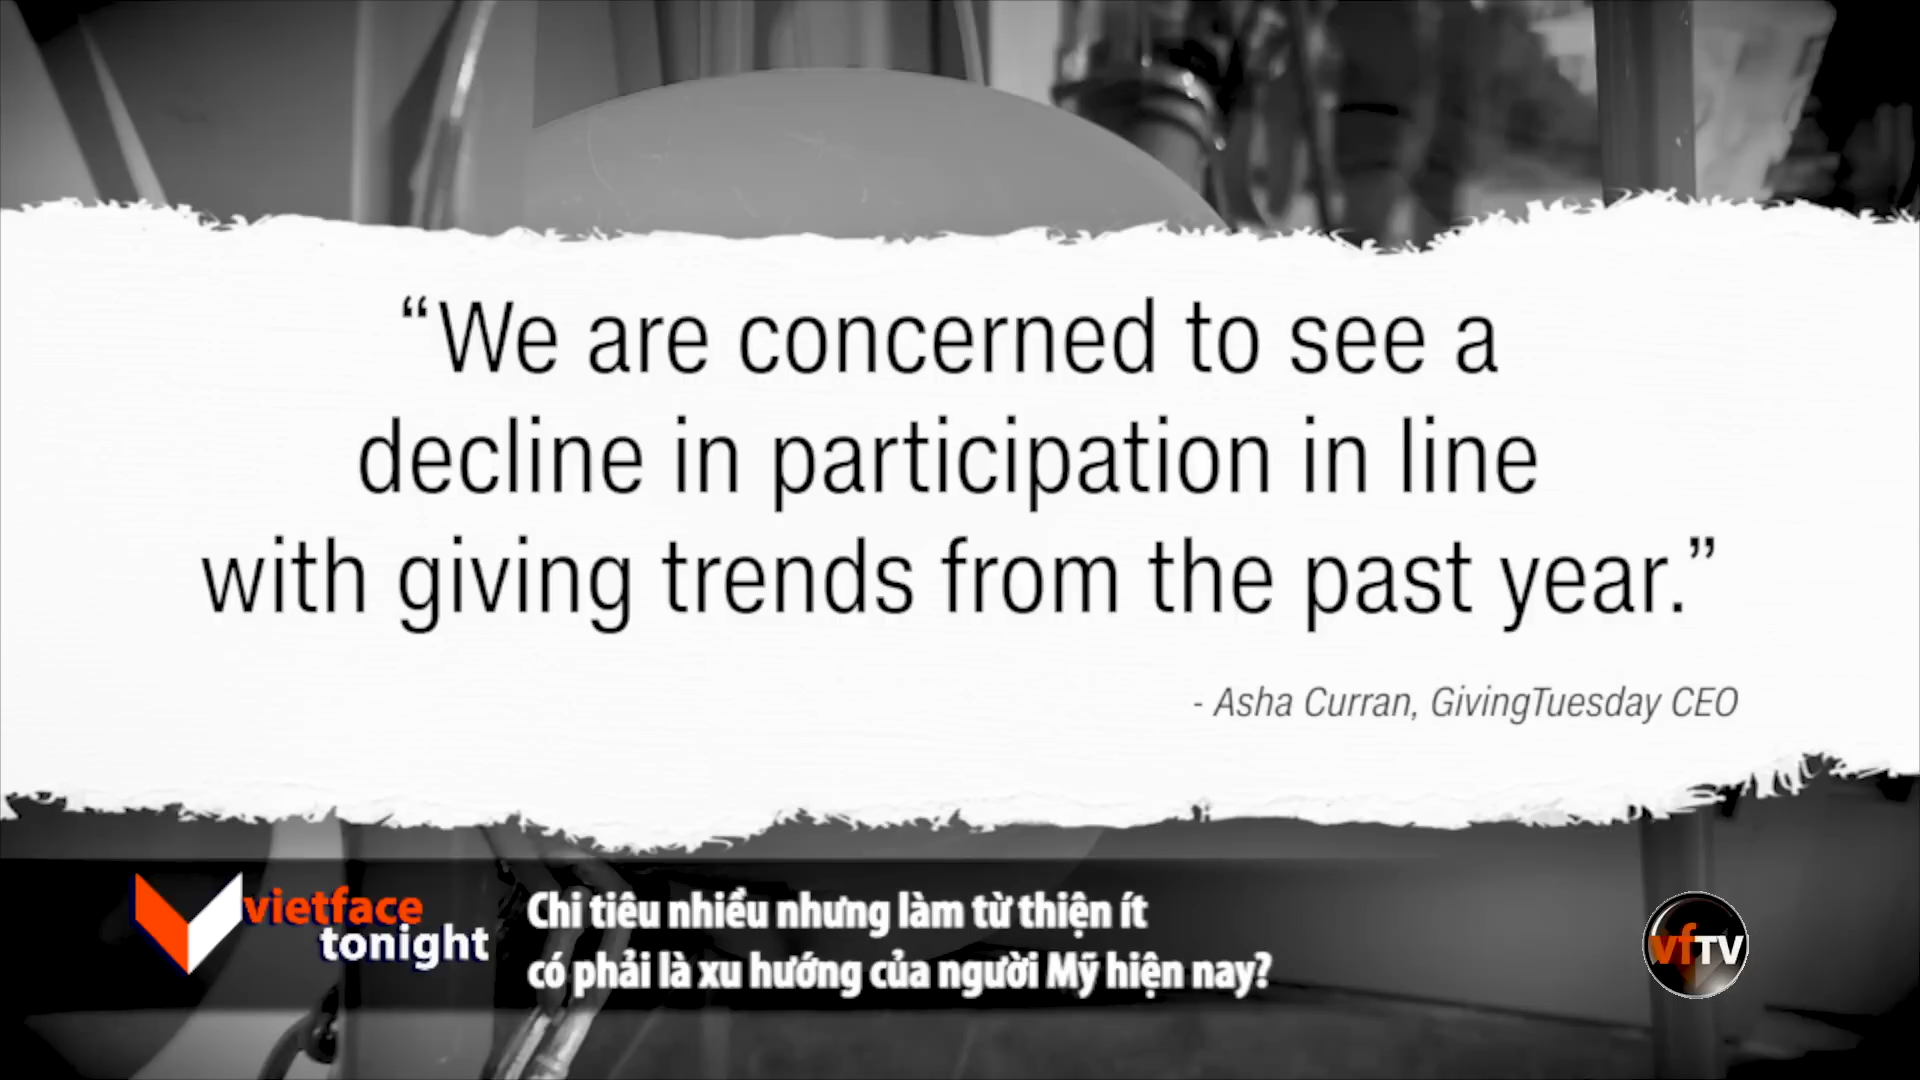 “We are concerned to see a
decline in participation in line
with giving trends from the past year.”
- Asha Curran, GivingTuesday CEO
vietface
tonight
Chi tiêu nhiều nhưng làm từ thiện ít
có phải là xu hướng của người Mỹ hiện nay?
vfTV